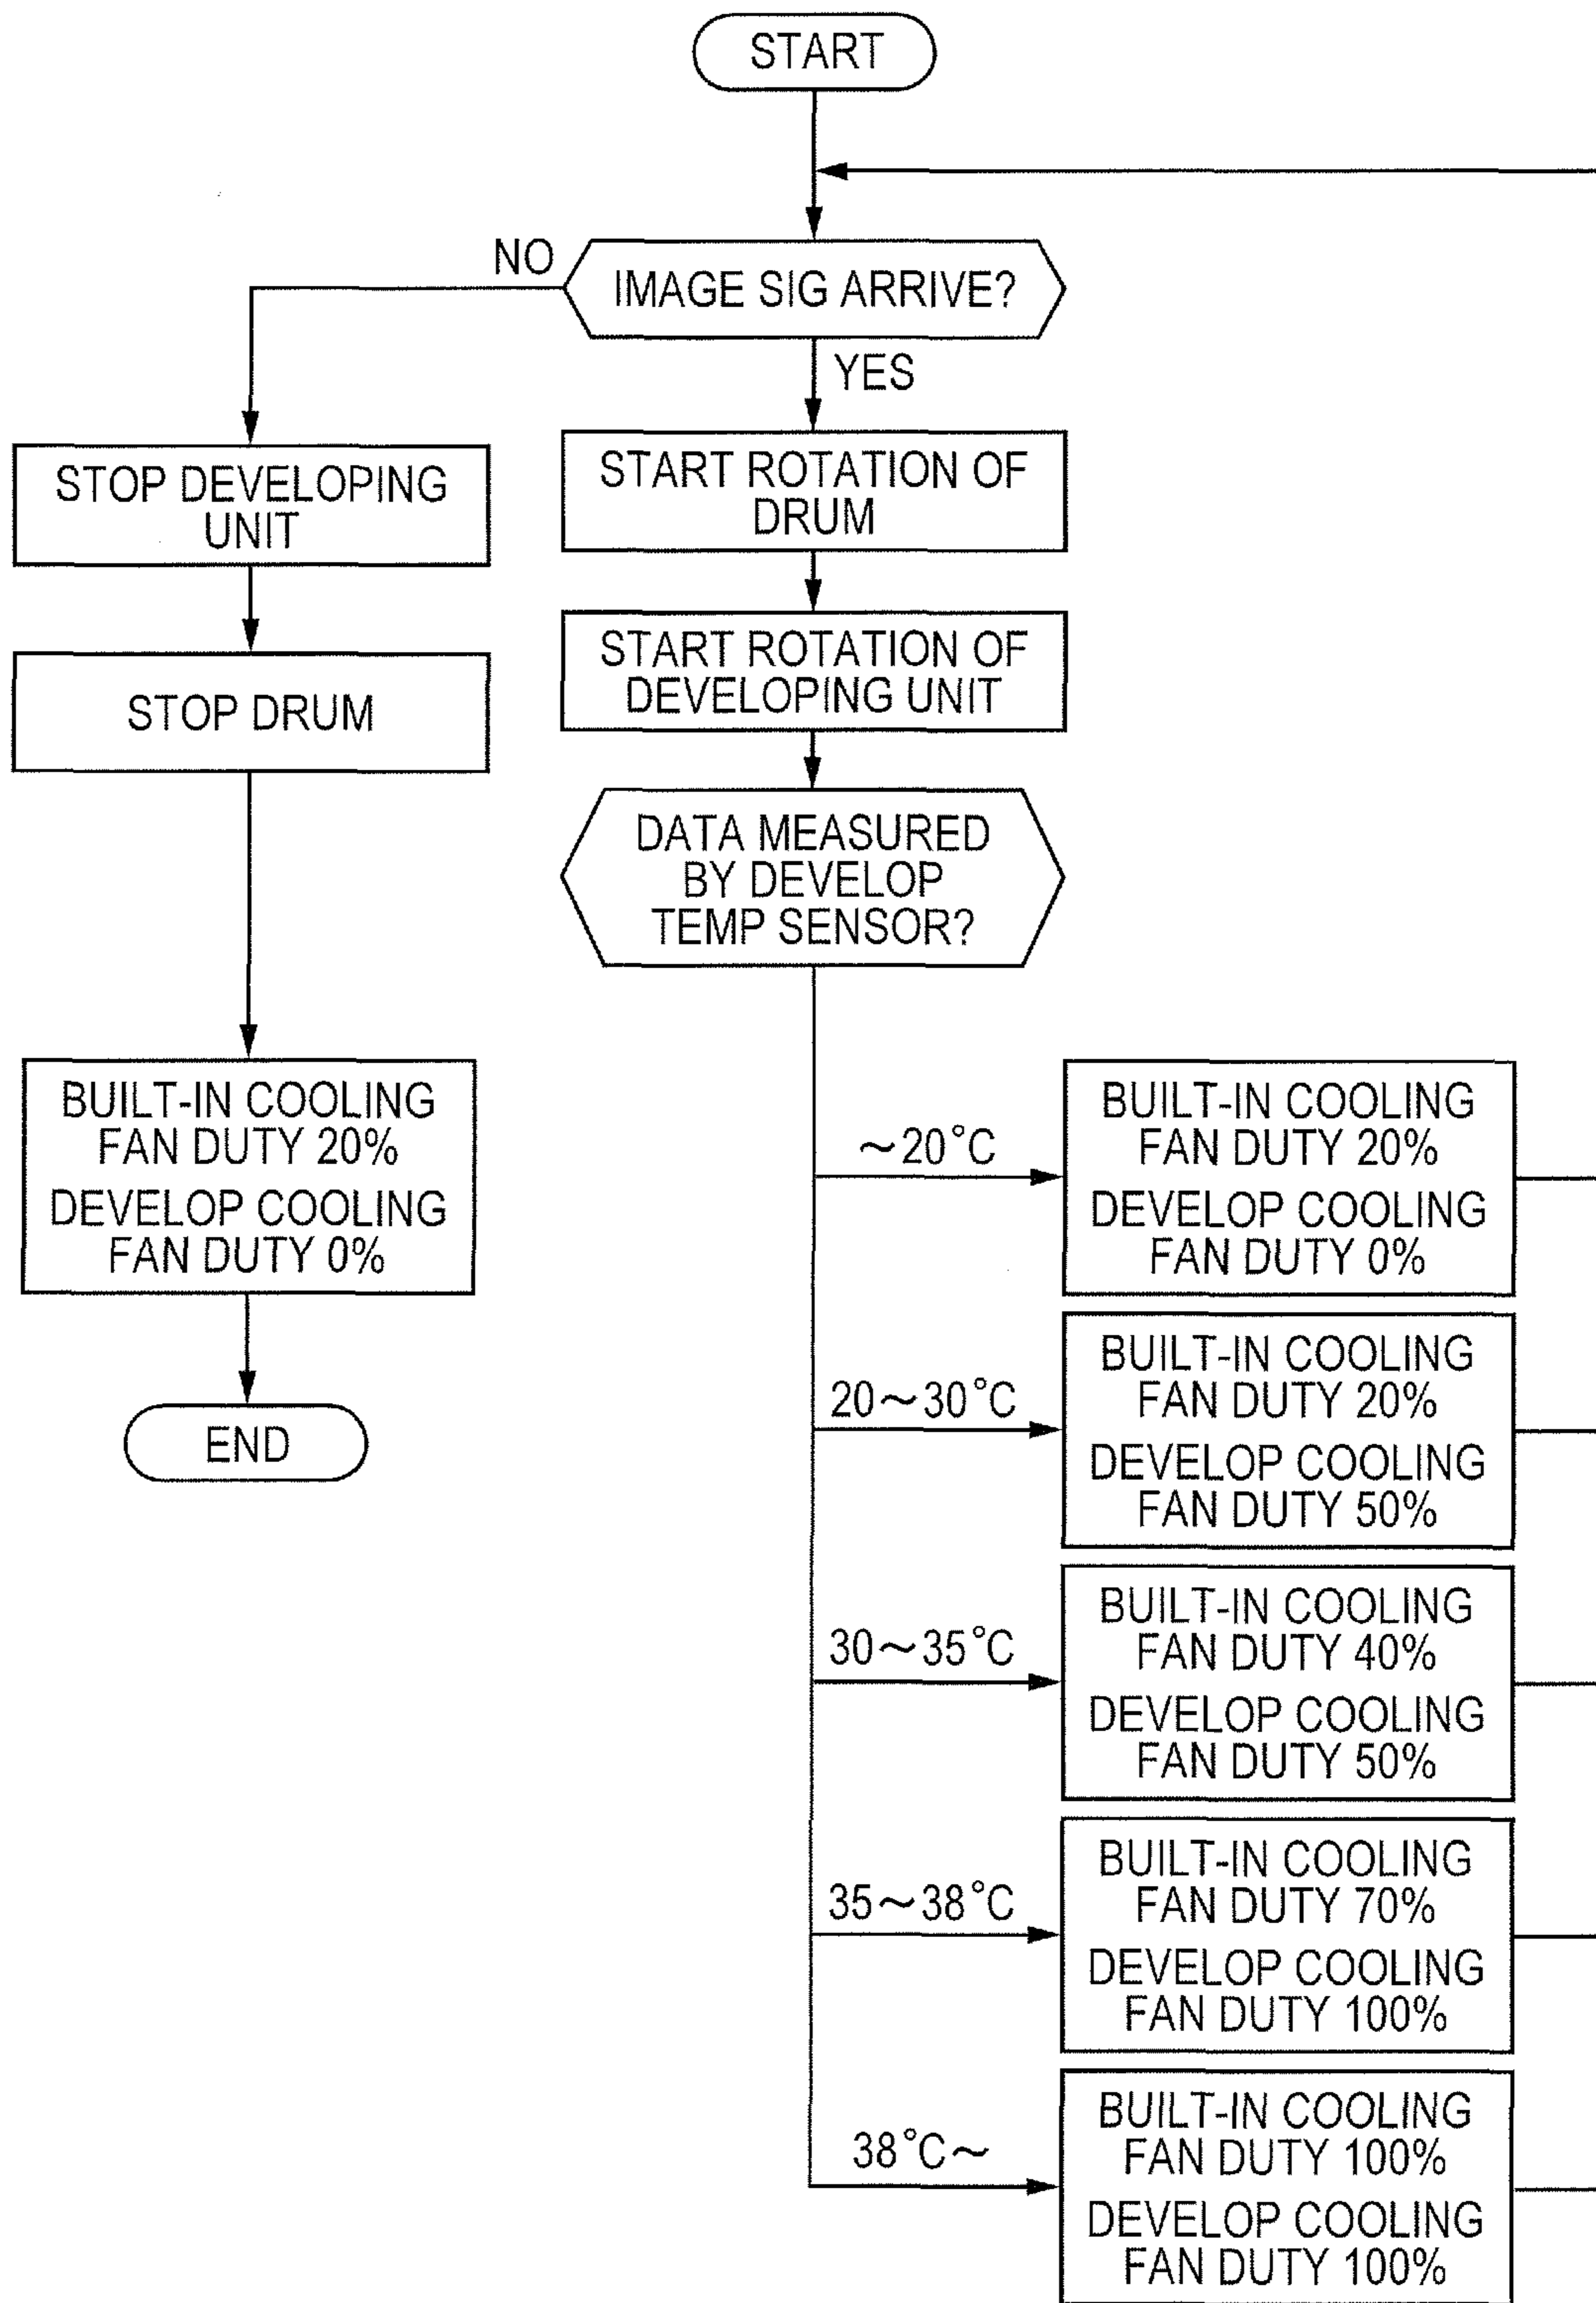 START
NO
IMAGE SIG ARRIVE?
YES
STOP DEVELOPING
UNIT
START ROTATION OF
DRUM
STOP DRUM
START ROTATION OF
DEVELOPING UNIT
DATA MEASURED
BY DEVELOP
TEMP SENSOR?
BUILT-IN COOLING
FAN DUTY 20%
DEVELOP COOLING
FAN DUTY 0%
END
~20°C
BUILT-IN COOLING
FAN DUTY 20%
DEVELOP COOLING
FAN DUTY 0%
20~30°C
BUILT-IN COOLING
FAN DUTY 20%
DEVELOP COOLING
FAN DUTY 50%
30~35°C
BUILT-IN COOLING
FAN DUTY 40%
DEVELOP COOLING
FAN DUTY 50%
35~38°C
BUILT-IN COOLING
FAN DUTY 70%
DEVELOP COOLING
FAN DUTY 100%
38°C~
BUILT-IN COOLING
FAN DUTY 100%
DEVELOP COOLING
FAN DUTY 100%